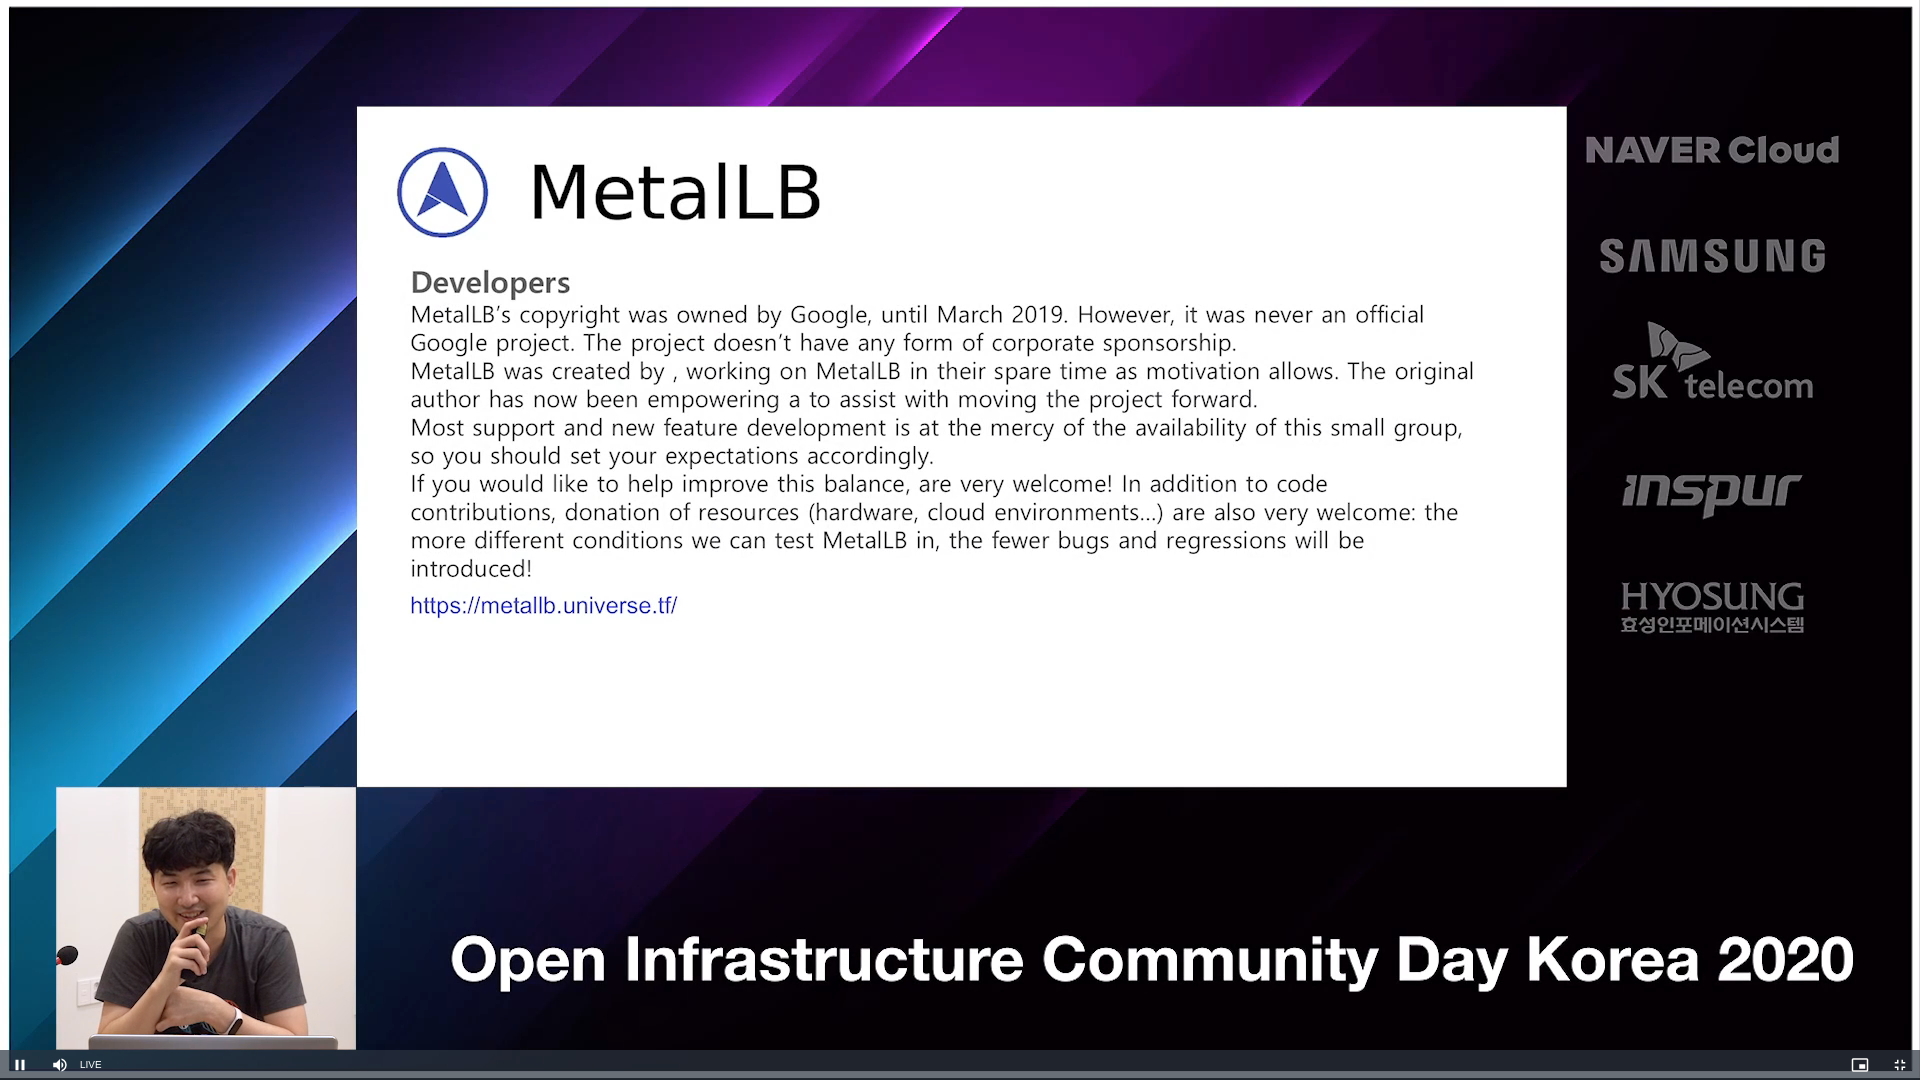 MetalLB
Developers
MetalLB’s copyright was owned by Google, until March 2019. However, it was never an official
Google project. The project doesn’t have any form of corporate sponsorship.
MetalLB was created by , working on MetalLB in their spare time as motivation allows. The original
author has now been empowering a to assist with moving the project forward.
Most support and new feature development is at the mercy of the availability of this small group,
so you should set your expectations accordingly.
If you would like to help improve this balance, are very welcome! In addition to code
contributions, donation of resources (hardware, cloud environments…) are also very welcome: the
more different conditions we can test MetalLB in, the fewer bugs and regressions will be
introduced!
https://metallb.universe.tf/
NAVER Cloud
SAMSUNG
SK telecom
inspur
HYOSUNG
효성인포메이션시스템
Open Infrastructure Community Day Korea 2020
LIVE